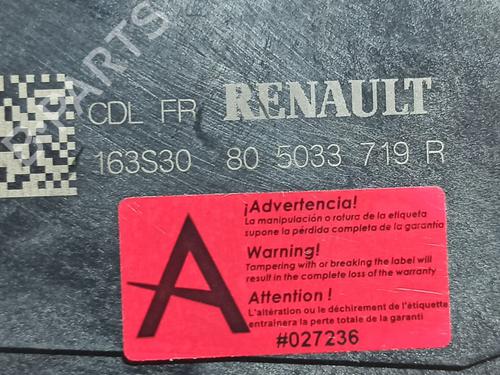 CDL FR RENAULT
163S30 80 5033 719 R
¡Advertencia!
La manipulación o rotura de la etiqueta
supone la pérdida completa de la garantía
Warning!
Tampering with or breaking the label will
result in the complete loss of the warranty
Attention !
L'altération ou le déchirement de l'étiquette
entraînera la perte totale de la garanti
#027236